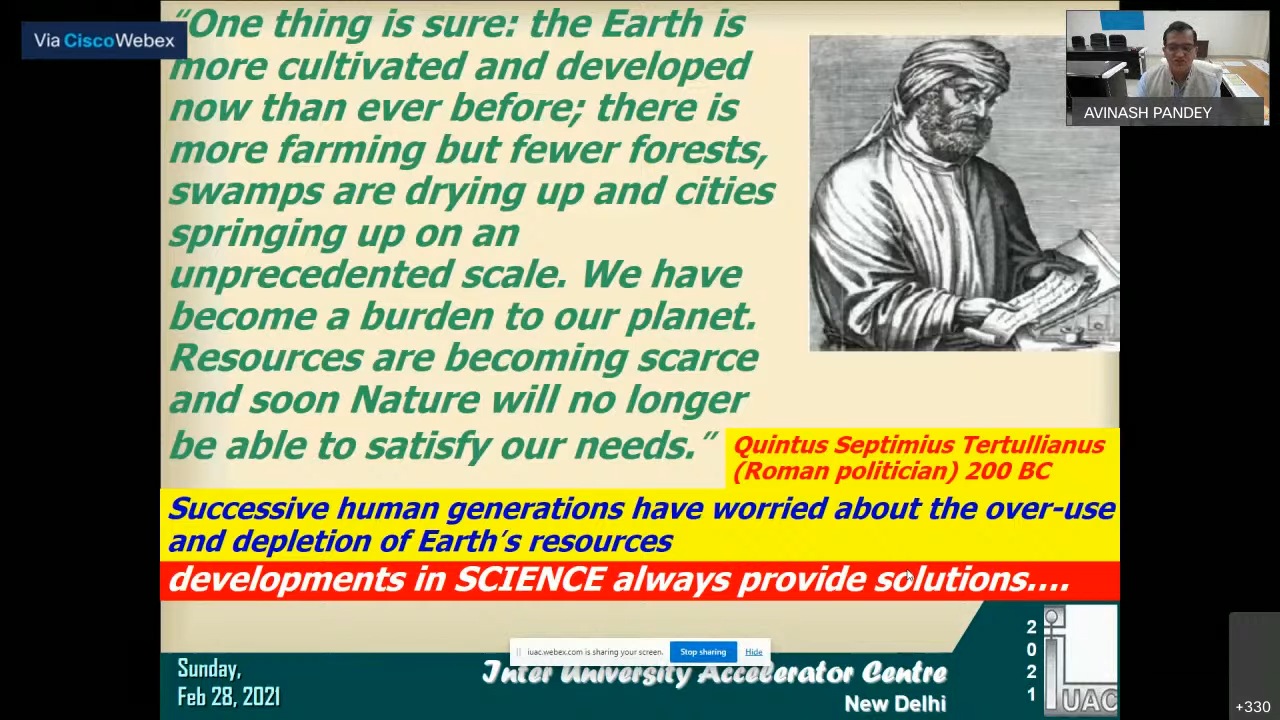 Via CiscoWebex
"One thing is sure: the Earth is
more cultivated and developed
now than ever before; there is
more farming but fewer forests,
swamps are drying up and cities
springing up on an
unprecedented scale. We have
become a burden to our planet.
Resources are becoming scarce
and soon Nature will no longer
be able to satisfy our needs."
AVINASH PANDEY
Quintus Septimius Tertullianus
(Roman politician) 200 BC
Successive human generations have worried about the over-use
and depletion of Earth's resources
developments in SCIENCE always provide solutions....
iuac.webex.com is sharing your screen.
Stop sharing
Hide
Sunday,
Feb 28, 2021
Inter University Accelerator Centre
New Delhi
2021
IUAC
+330